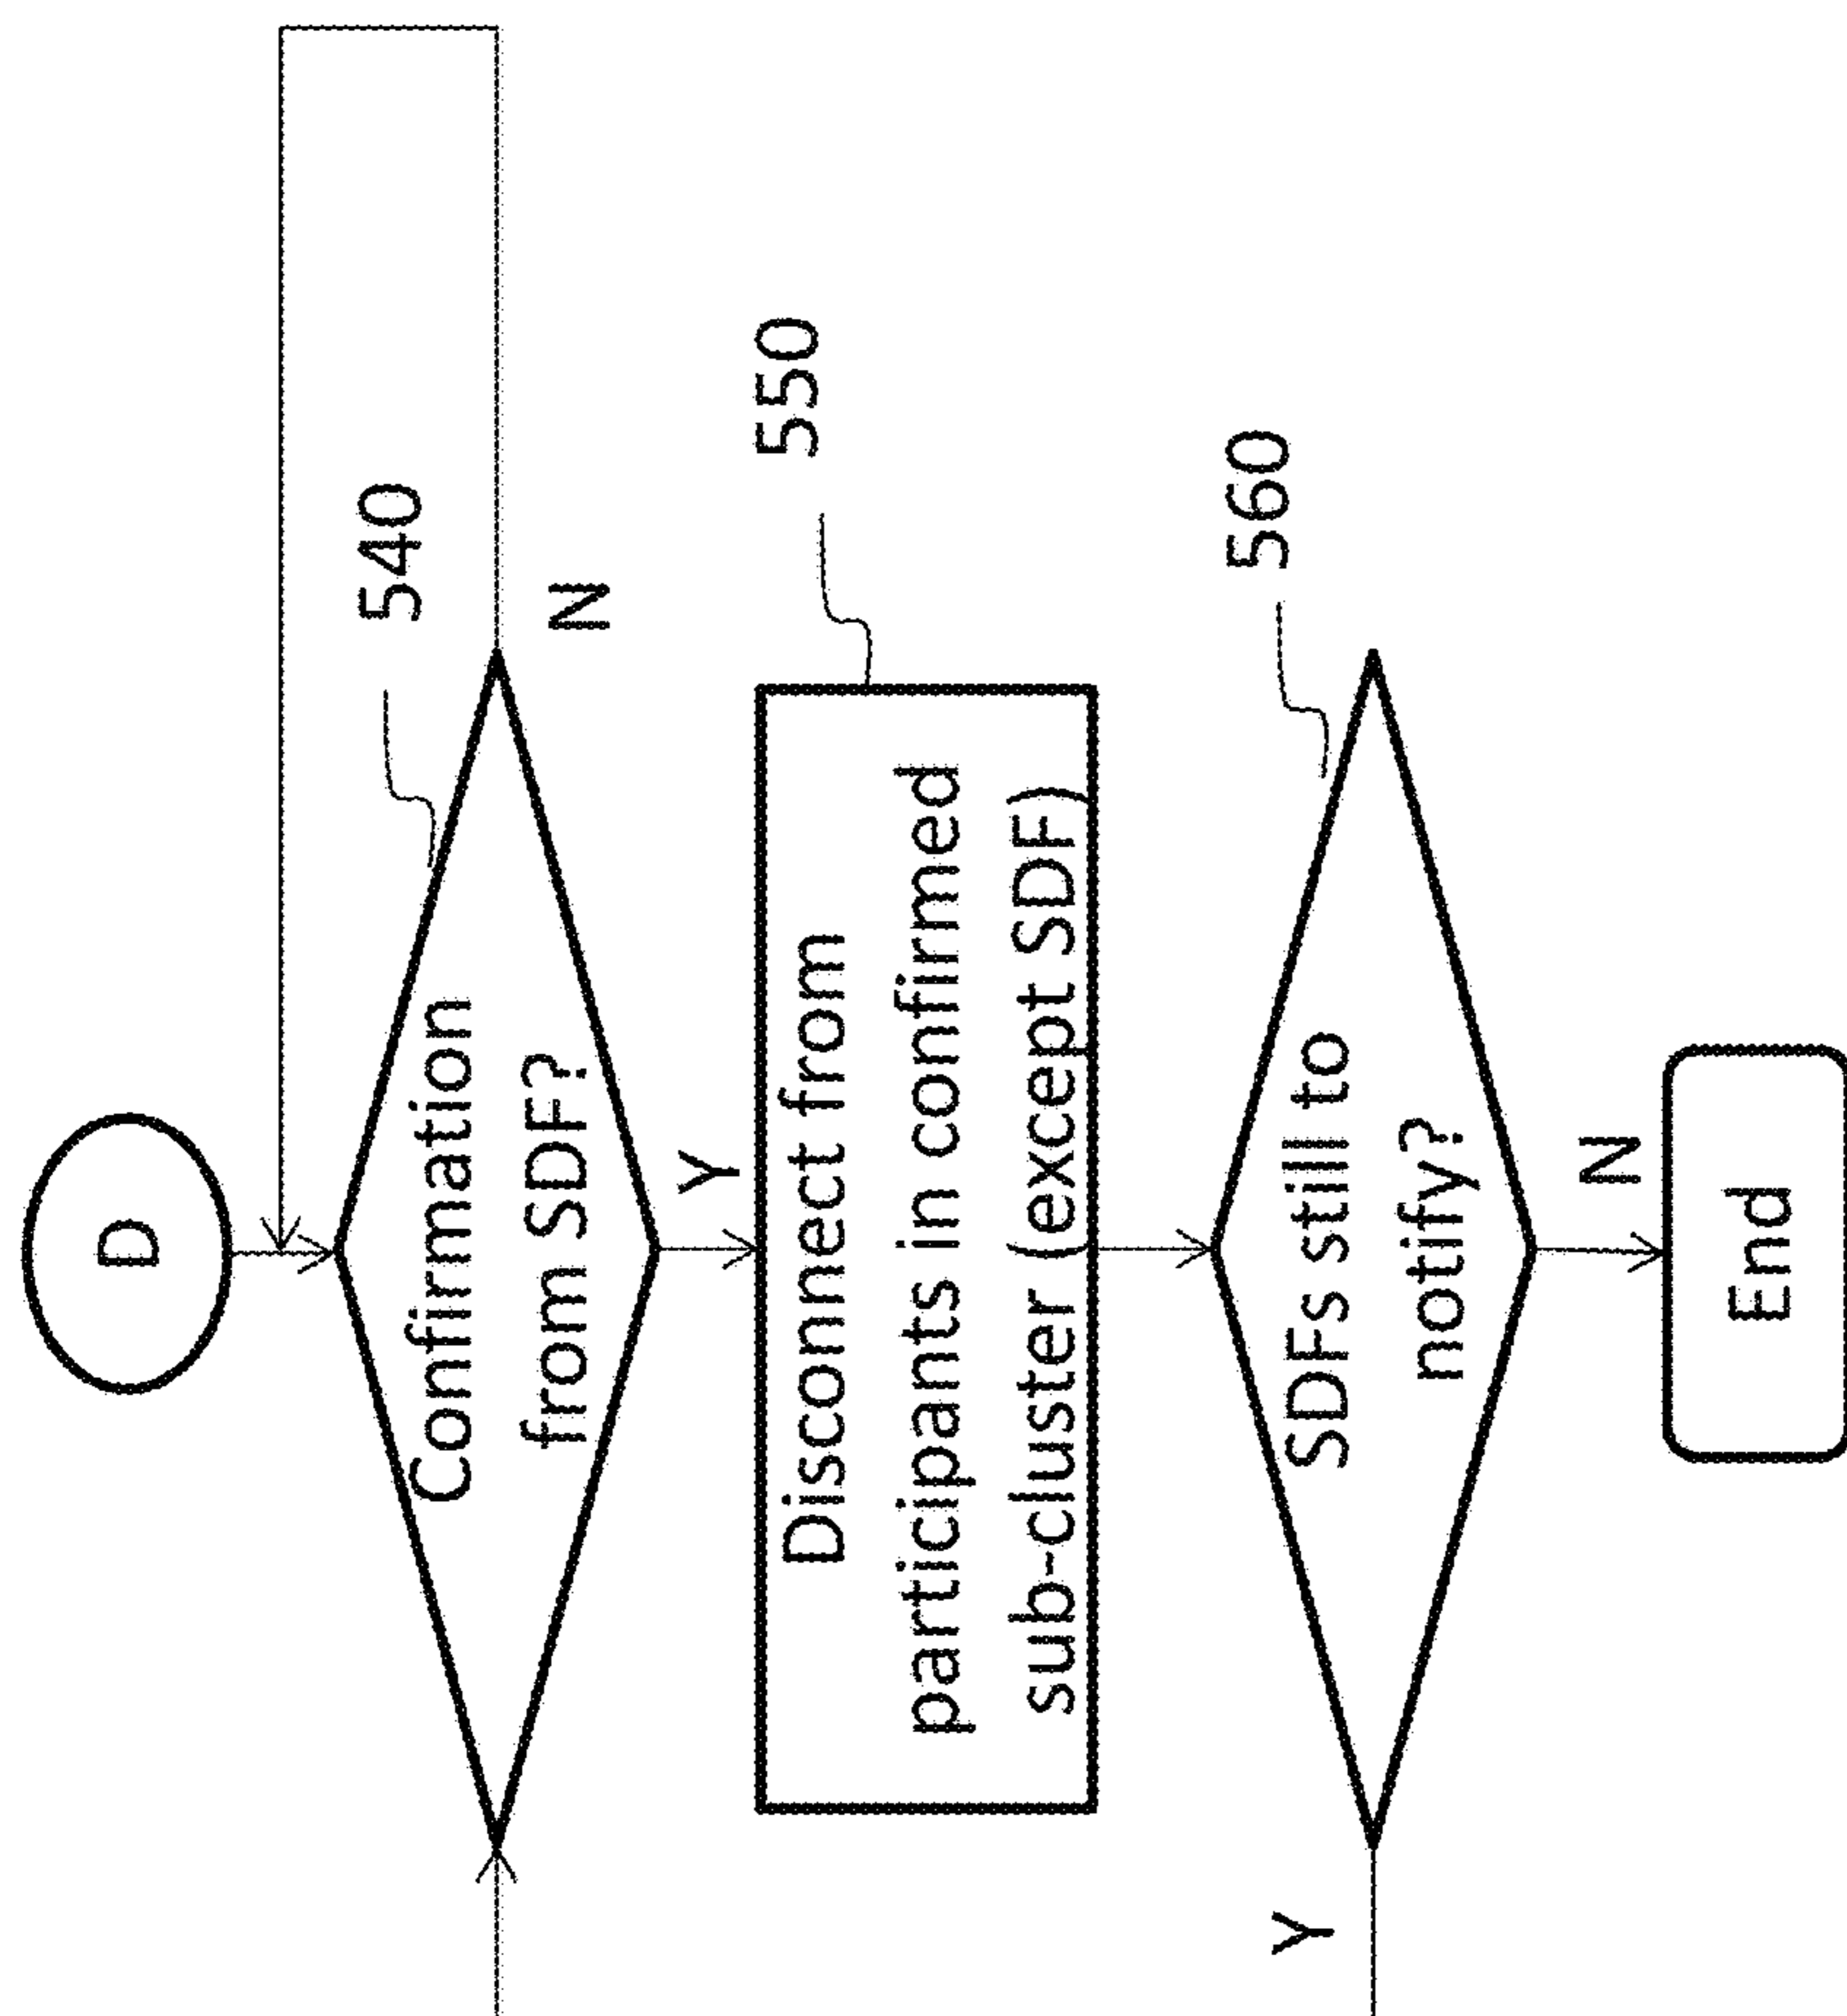 D
540
Confirmation
from SDF?
N
Y
550
Disconnect from
participants in confirmed
sub-cluster (except SDF)
560
SDFs still to
notify?
Y
N
End